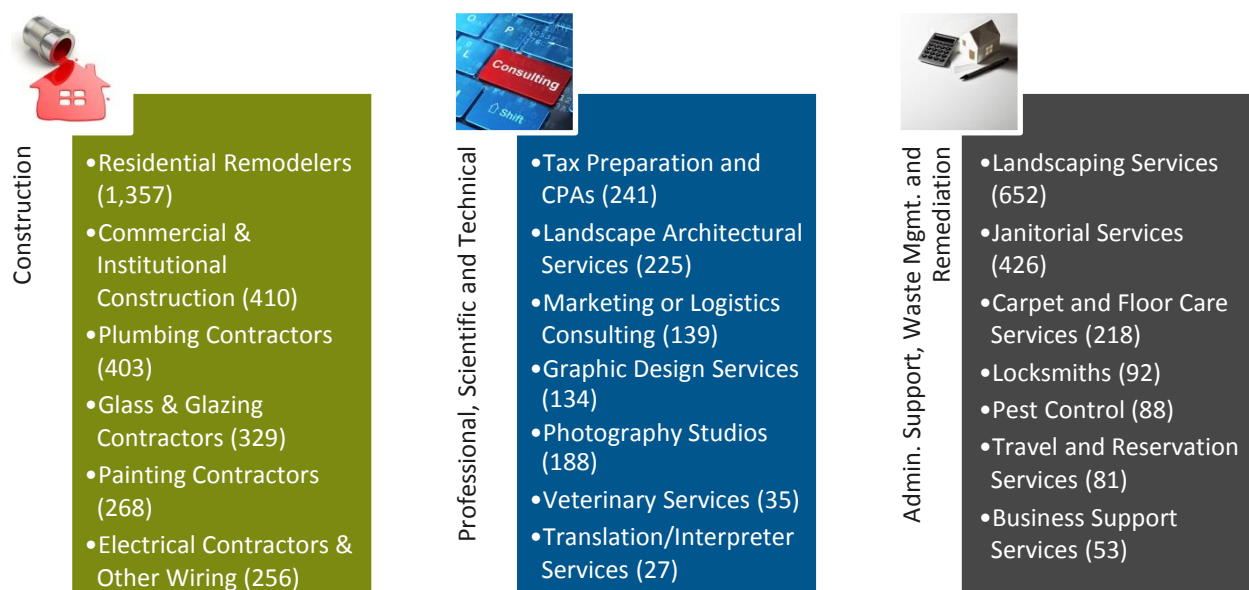 Construction
•Residential Remodelers
(1,357)
•Commercial &
Institutional
Construction (410)
•Plumbing Contractors
(403)
•Glass & Glazing
Contractors (329)
•Painting Contractors
(268)
•Electrical Contractors &
Other Wiring (256)
Consulting
Shift
P
O
L
Professional, Scientific and Technical
•Tax Preparation and
CPAs (241)
•Landscape Architectural
Services (225)
•Marketing or Logistics
Consulting (139)
•Graphic Design Services
(134)
•Photography Studios
(188)
•Veterinary Services (35)
•Translation/Interpreter
Services (27)
Admin. Support, Waste Mgmt. and
Remediation
•Landscaping Services
(652)
•Janitorial Services
(426)
•Carpet and Floor Care
Services (218)
•Locksmiths (92)
•Pest Control (88)
•Travel and Reservation
Services (81)
•Business Support
Services (53)